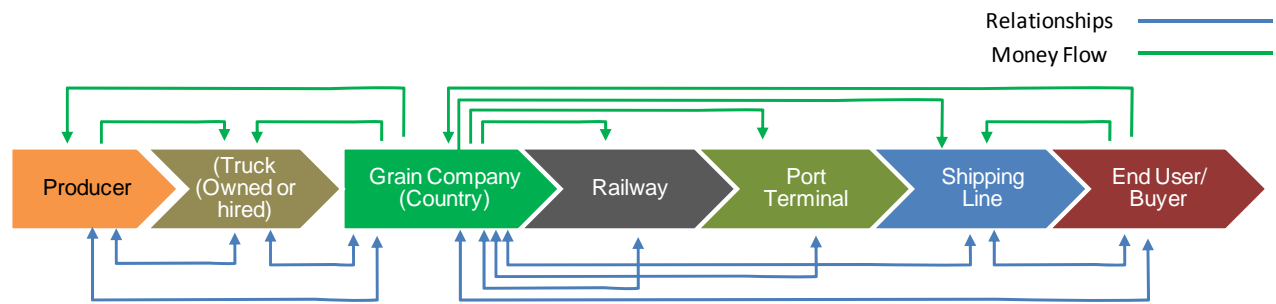 Relationships
Money Flow
Producer
(Truck
(Owned or
hired)
Grain Company
(Country)
Railway
Port
Terminal
Shipping
Line
End User/
Buyer